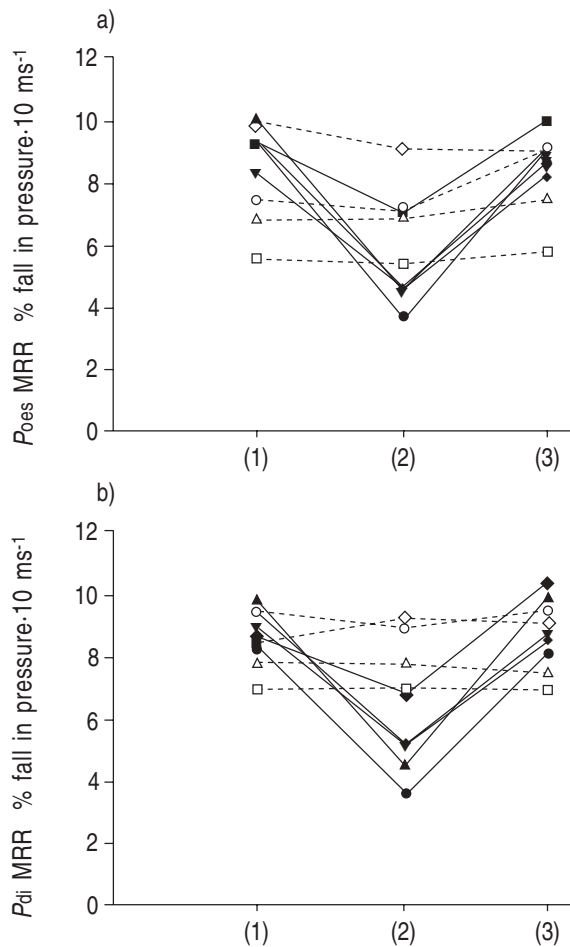 a)
12
10
8
6
4
2
0
Poes MRR % fall in pressure·10 ms-1
(1) (2) (3)
b)
12
10
8
6
4
2
0
Pdi MRR % fall in pressure·10 ms-1
(1) (2) (3)